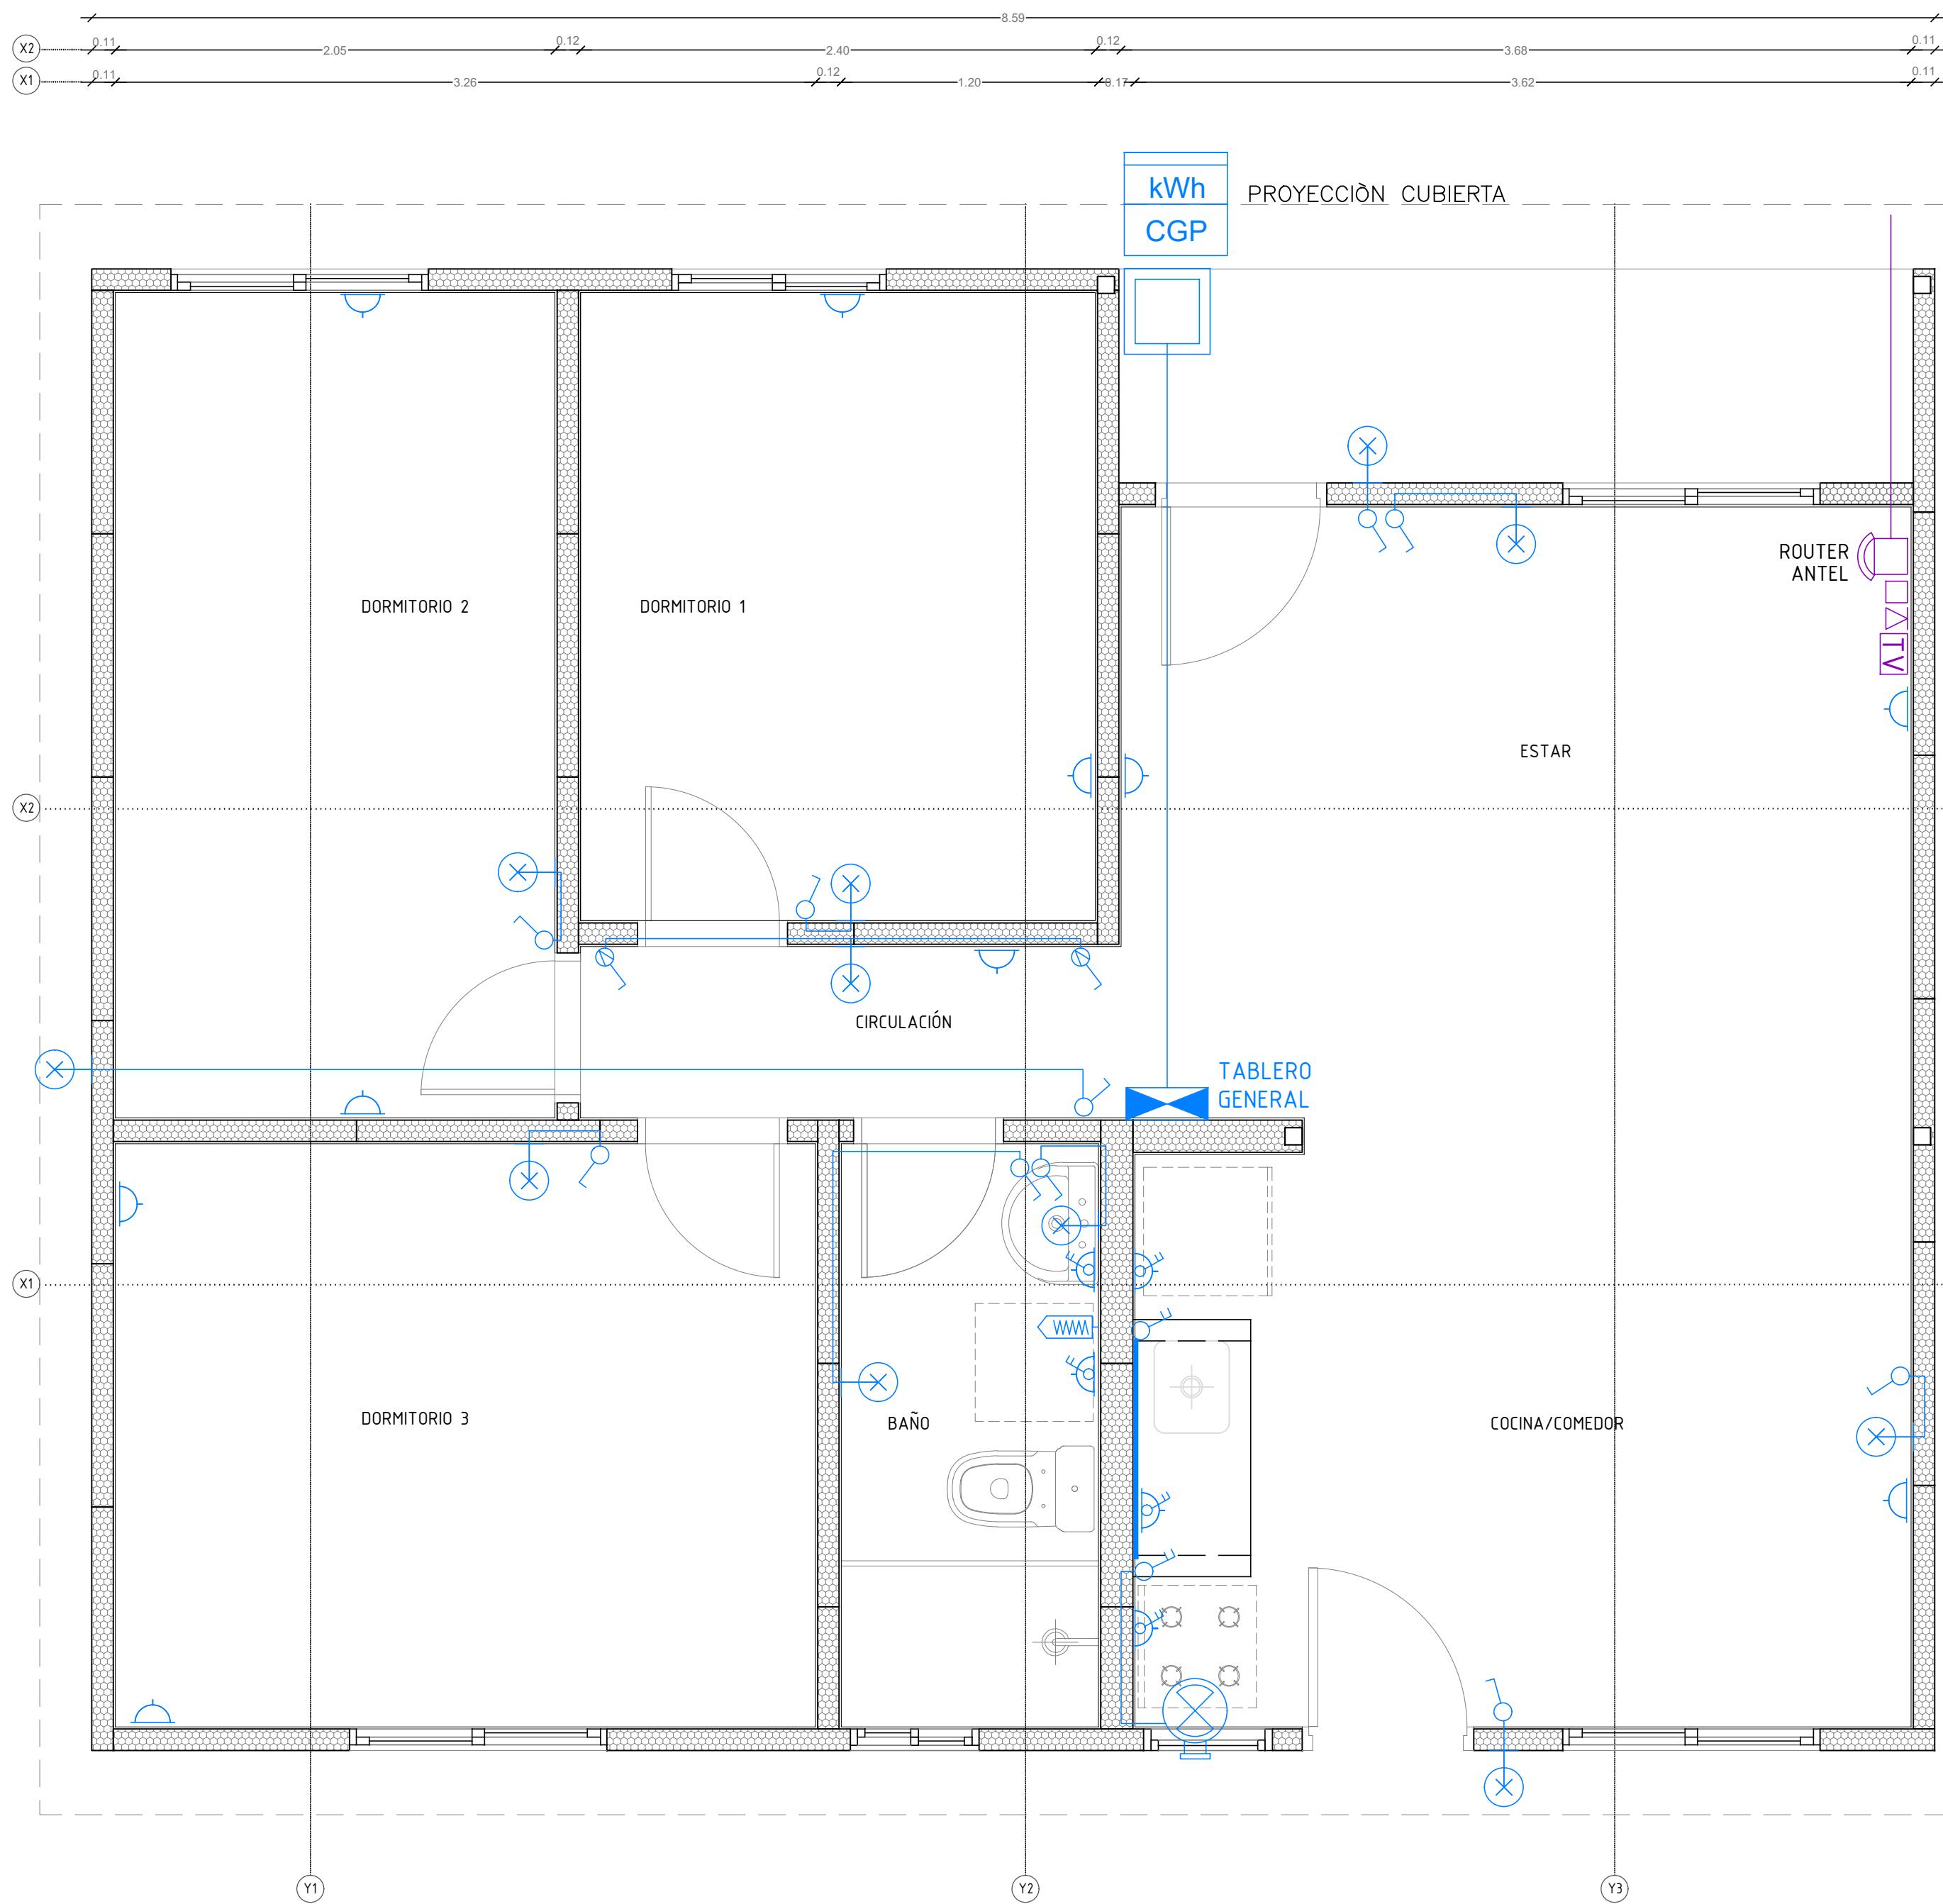 8.59
X2 0.11 2.05 0.12 2.40 0.12 3.68 0.11
X1 0.11 3.26 0.12 1.20 0.17 3.62 0.11
kWh
CGP
PROYECCIÒN CUBIERTA
ROUTER
ANTEL
TV
DORMITORIO 2
DORMITORIO 1
ESTAR
X2
CIRCULACIÓN
TABLERO
GENERAL
X1
DORMITORIO 3
BAÑO
COCINA/COMEDOR
Y1
Y2
Y3